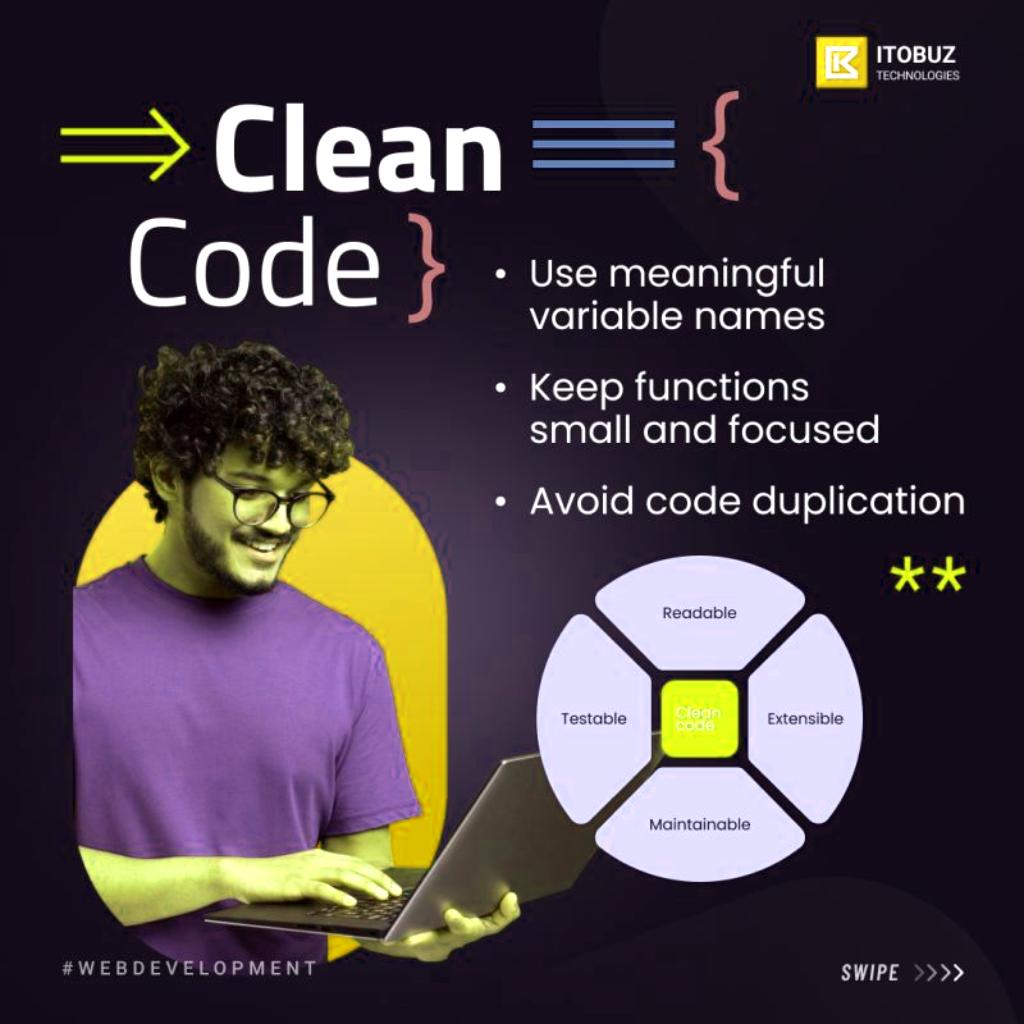 ITOBUZ
TECHNOLOGIES
Clean {
Code }
• Use meaningful
variable names
• Keep functions
small and focused
• Avoid code duplication
**
Readable
Testable
Clean
code
Extensible
Maintainable
#WEBDEVELOPMENT
SWIPE >>>>